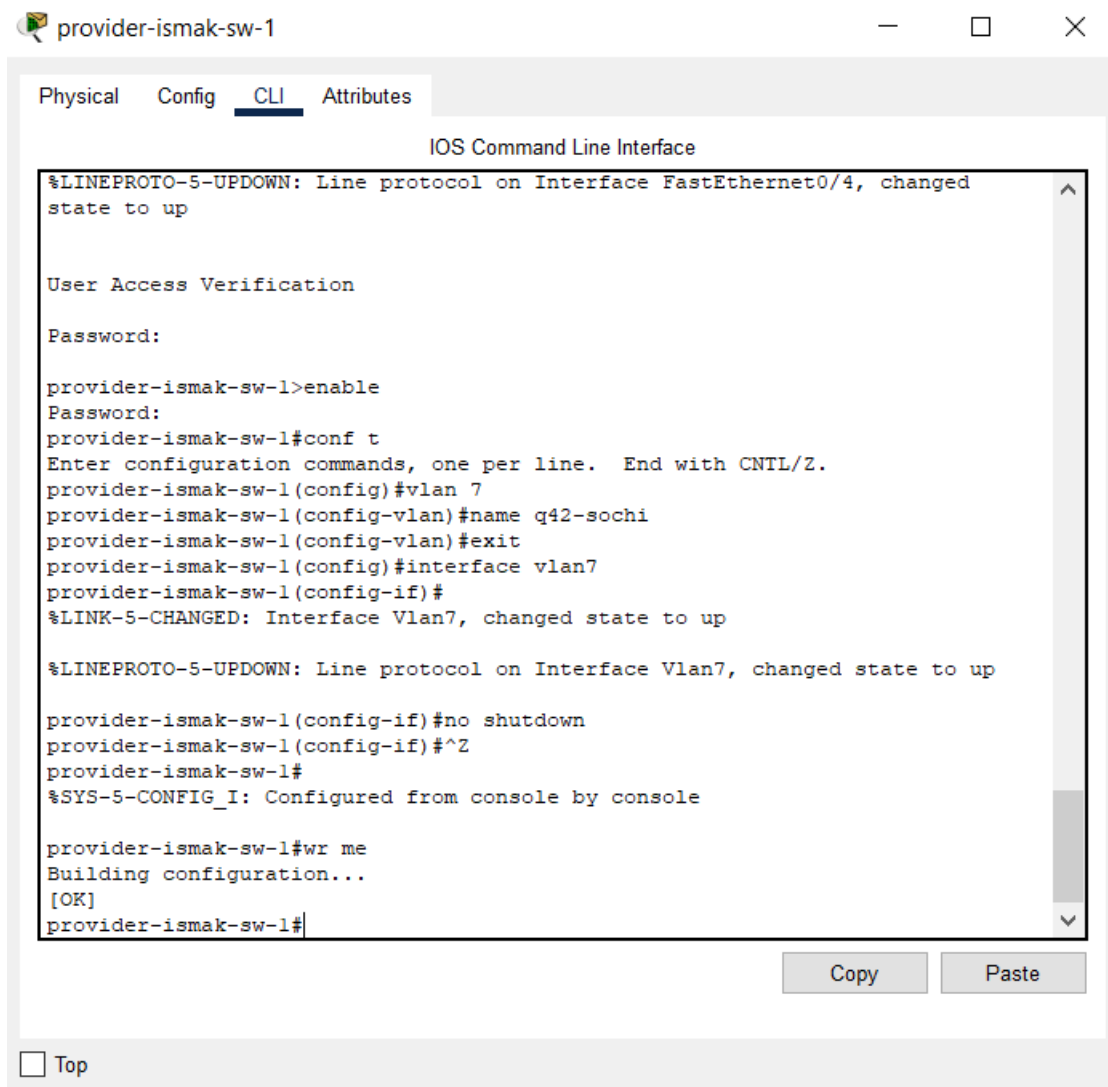 provider-ismak-sw-1
Physical Config CLI Attributes
IOS Command Line Interface
%LINEPROTO-5-UPDOWN: Line protocol on Interface FastEthernet0/4, changed
state to up
User Access Verification
Password:
provider-ismak-sw-1>enable
Password:
provider-ismak-sw-1#conf t
Enter configuration commands, one per line.  End with CNTL/Z.
provider-ismak-sw-1(config)#vlan 7
provider-ismak-sw-1(config-vlan)#name q42-sochi
provider-ismak-sw-1(config-vlan)#exit
provider-ismak-sw-1(config)#interface vlan7
provider-ismak-sw-1(config-if)#
%LINK-5-CHANGED: Interface Vlan7, changed state to up
%LINEPROTO-5-UPDOWN: Line protocol on Interface Vlan7, changed state to up
provider-ismak-sw-1(config-if)#no shutdown
provider-ismak-sw-1(config-if)#^Z
provider-ismak-sw-1#
%SYS-5-CONFIG_I: Configured from console by console
provider-ismak-sw-1#wr me
Building configuration...
[OK]
provider-ismak-sw-1#
Copy Paste
Top